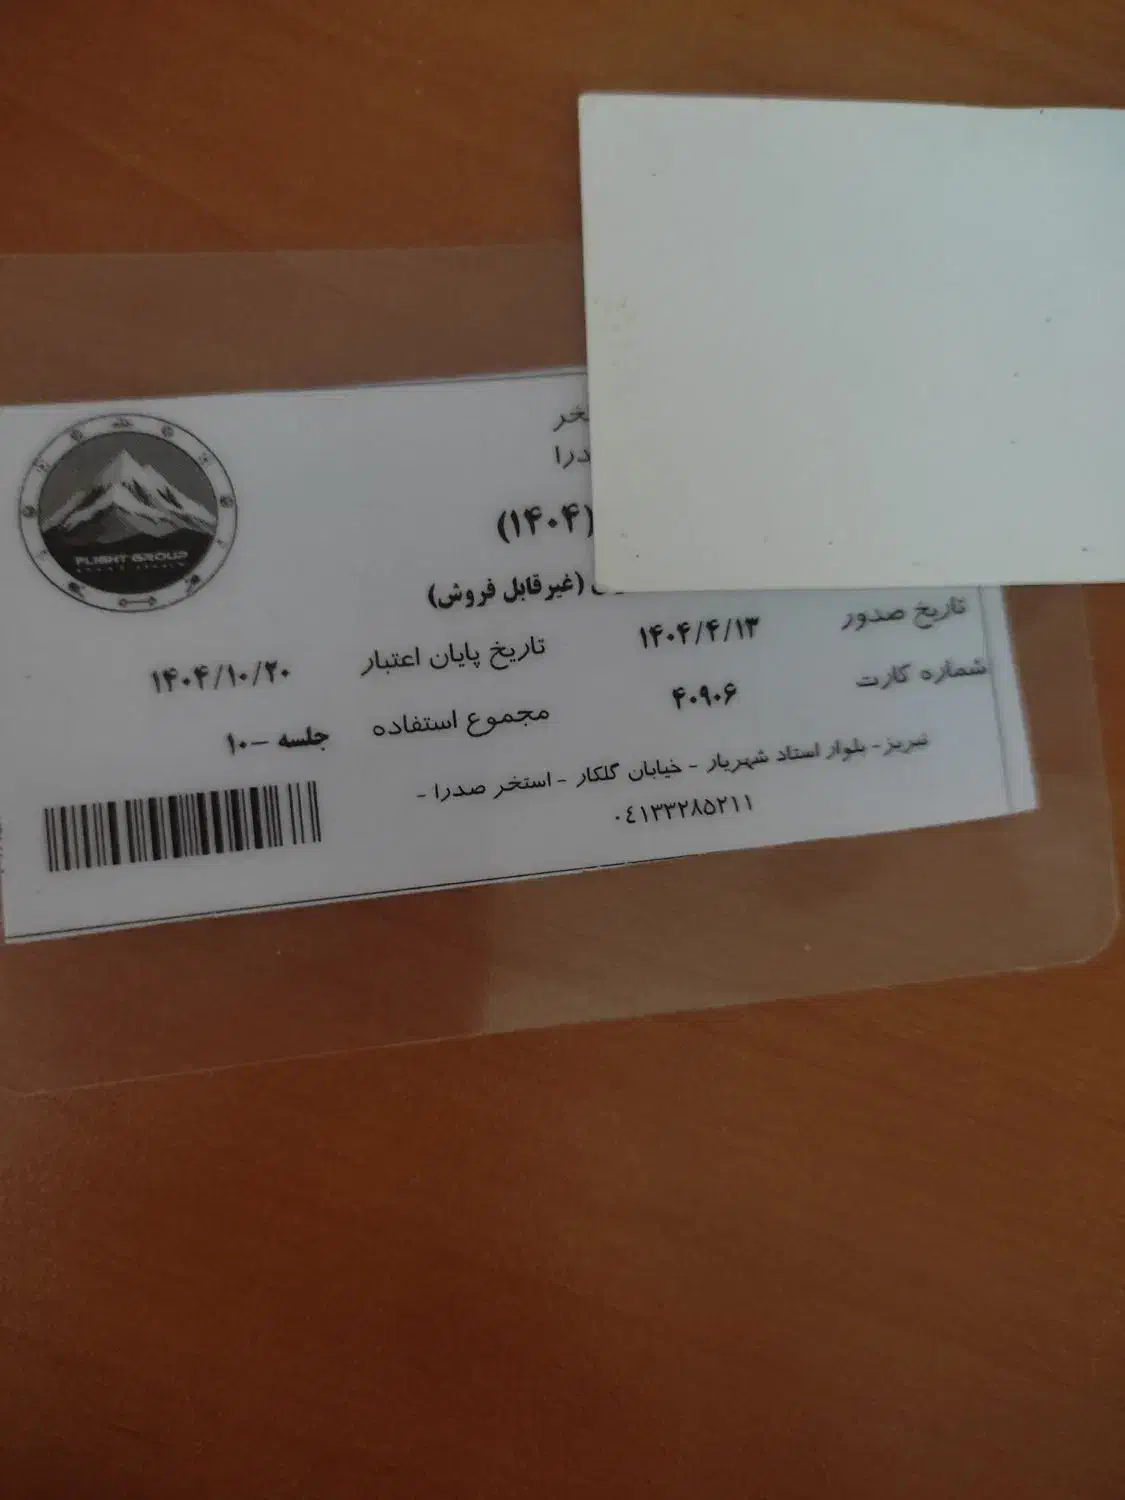 FLIGHT GROUP
خر
درا
(۱۴۰۴)
(غیرقابل فروش)
تاریخ صدور ۱۴۰۴/۴/۱۳ تاریخ پایان اعتبار ۱۴۰۴/۱۰/۲۰
شماره کارت ۴۰۹۰۶ مجموع استفاده جلسه -۱۰
تبریز- بلوار استاد شهریار - خیابان گلکار - استخر صدرا -
۰٤۱۳۳۲۸۵۲۱۱